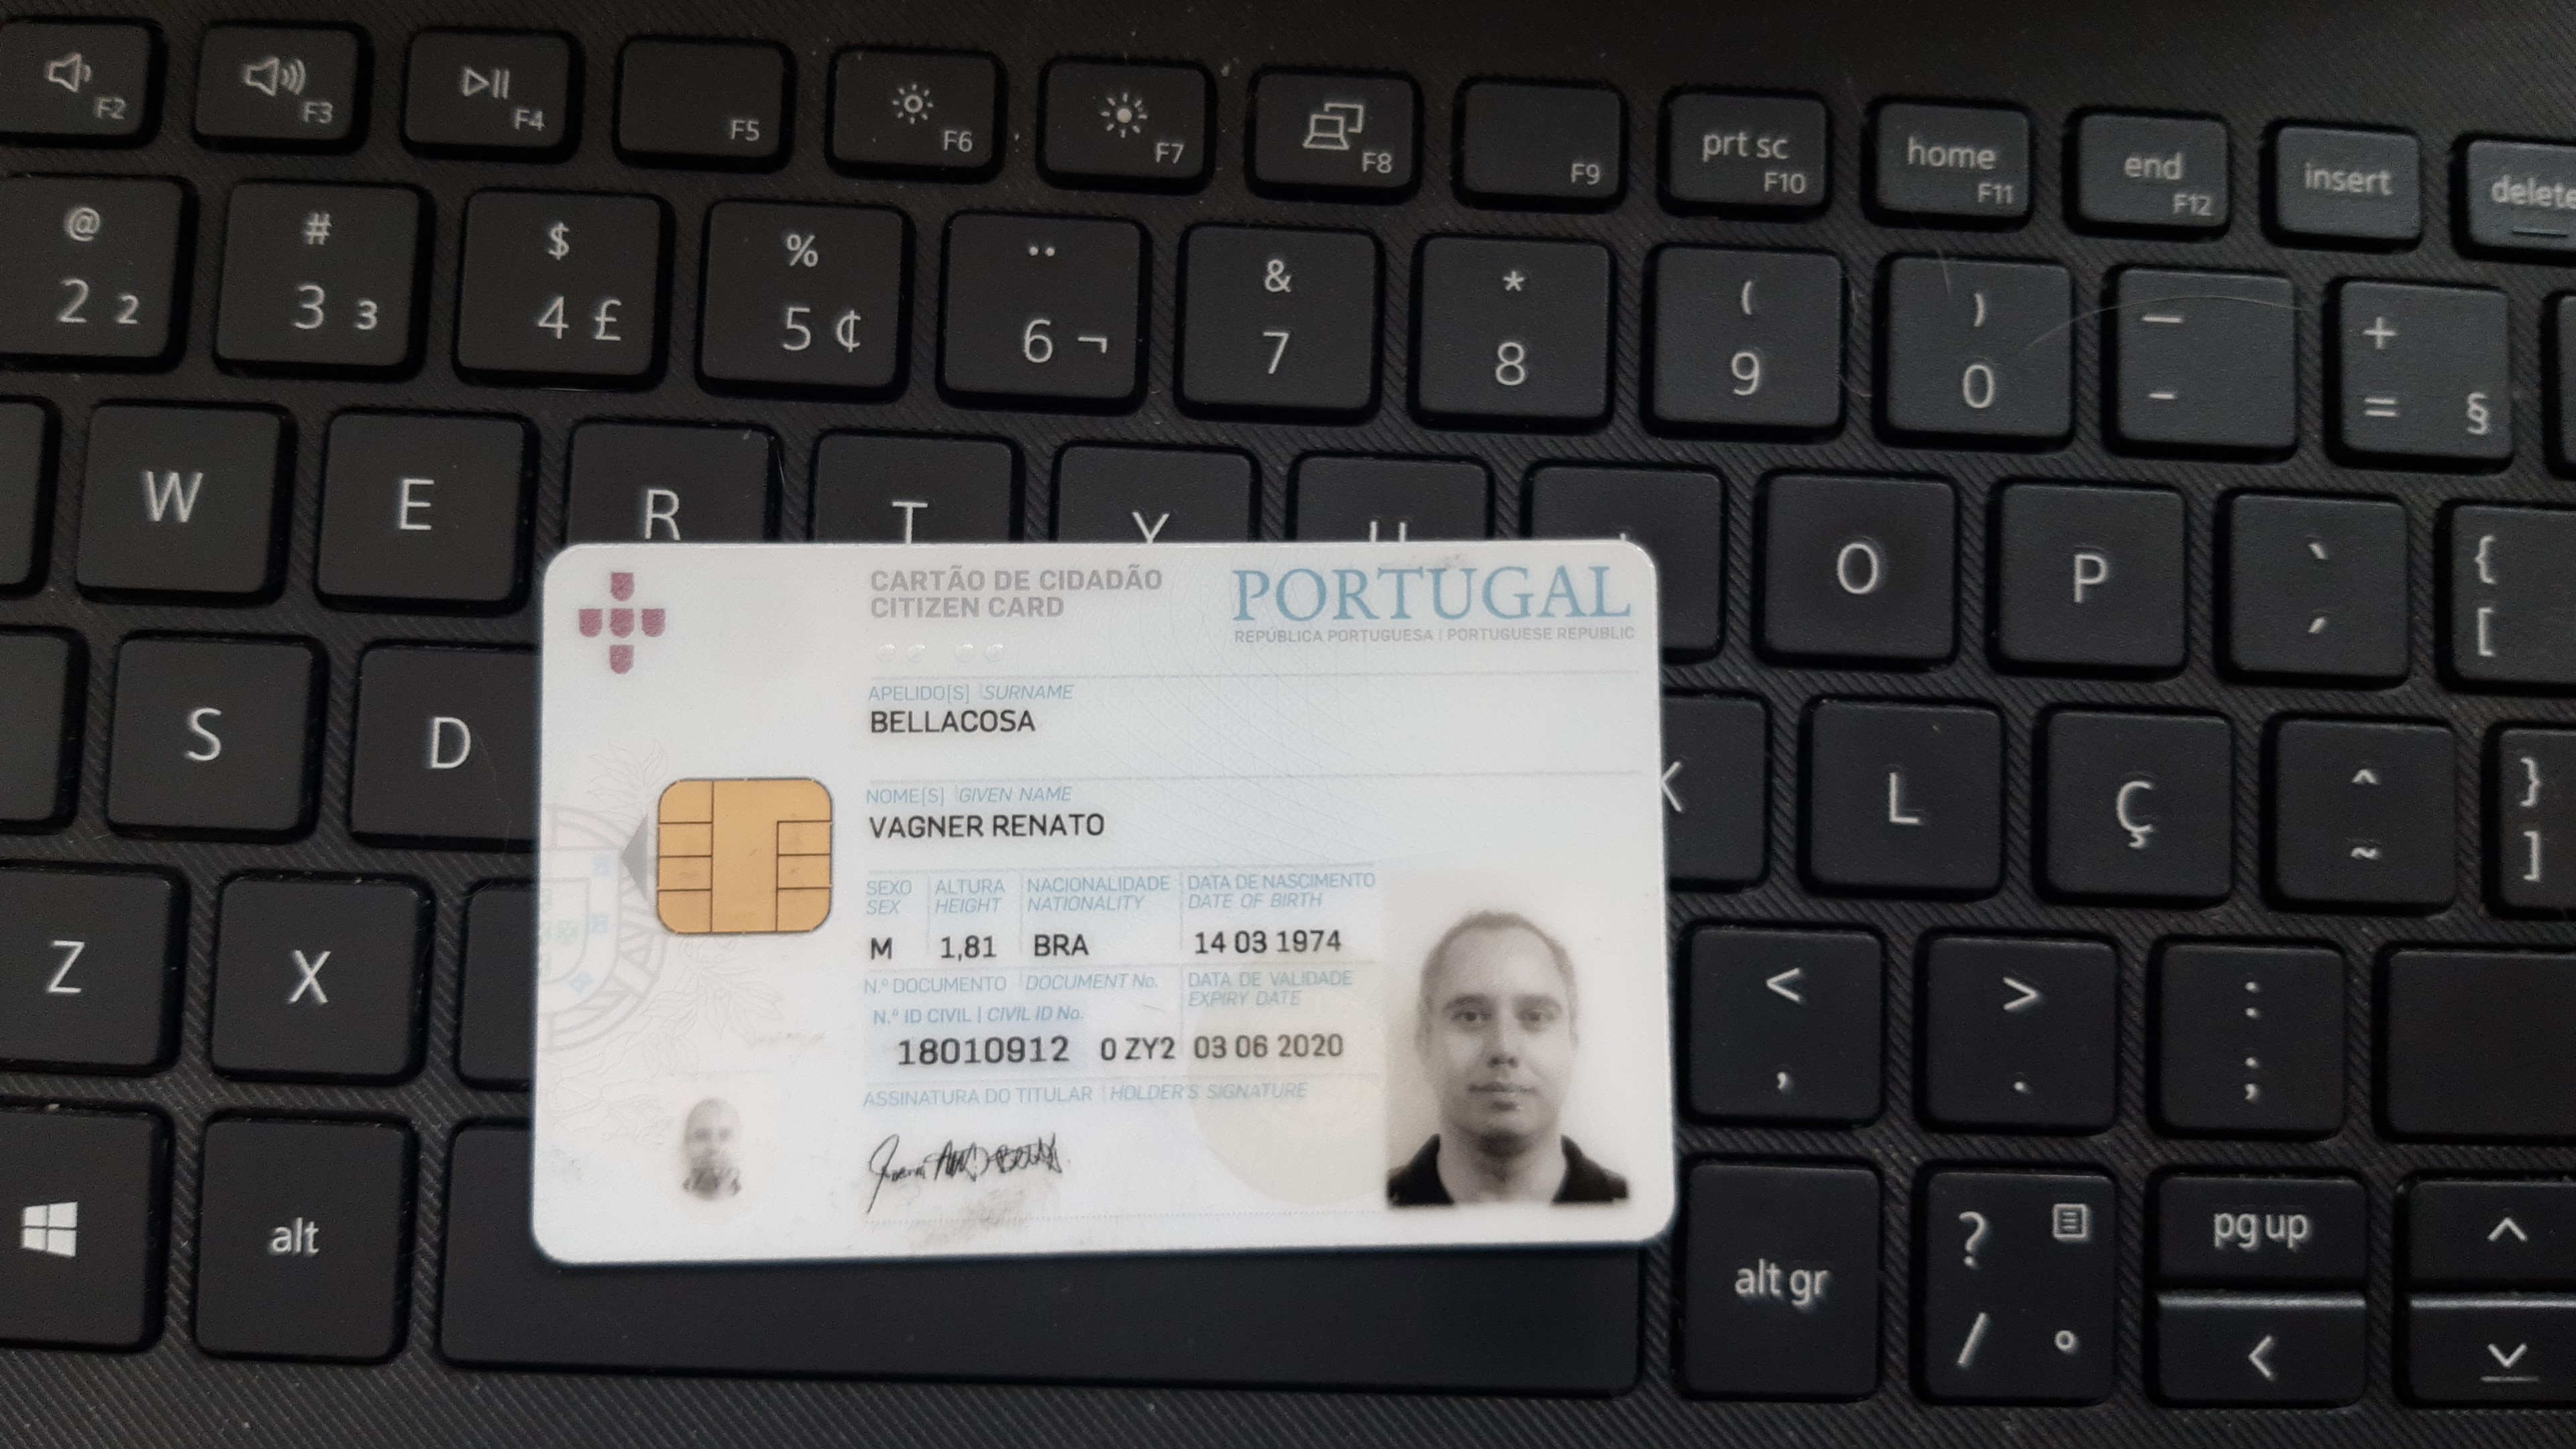 F2 F3 F4 F5 F6 F7 F8 F9 prt sc F10 home F11 end F12 insert delete
@ # $ % ¨ & * ( ) _ +
2 ² 3 ³ 4 £ 5 ¢ 6 ¬ 7 8 9 0 - = §
W E R T Y U O P ` ´ { [
CARTÃO DE CIDADÃO
CITIZEN CARD
PORTUGAL
REPÚBLICA PORTUGUESA | PORTUGUESE REPUBLIC
APELIDO[S] | SURNAME
BELLACOSA
NOME[S] | GIVEN NAME
VAGNER RENATO
SEXO ALTURA NACIONALIDADE DATA DE NASCIMENTO
SEX HEIGHT NATIONALITY DATE OF BIRTH
M 1,81 BRA 14 03 1974
N.º DOCUMENTO | DOCUMENT No. DATA DE VALIDADE
EXPIRY DATE
N.º ID CIVIL | CIVIL ID No.
18010912 0 ZY2 03 06 2020
ASSINATURA DO TITULAR | HOLDER'S SIGNATURE
S D K L Ç ^ ~ } ]
Z X < , > . : ;
alt alt gr ? / ° pg up